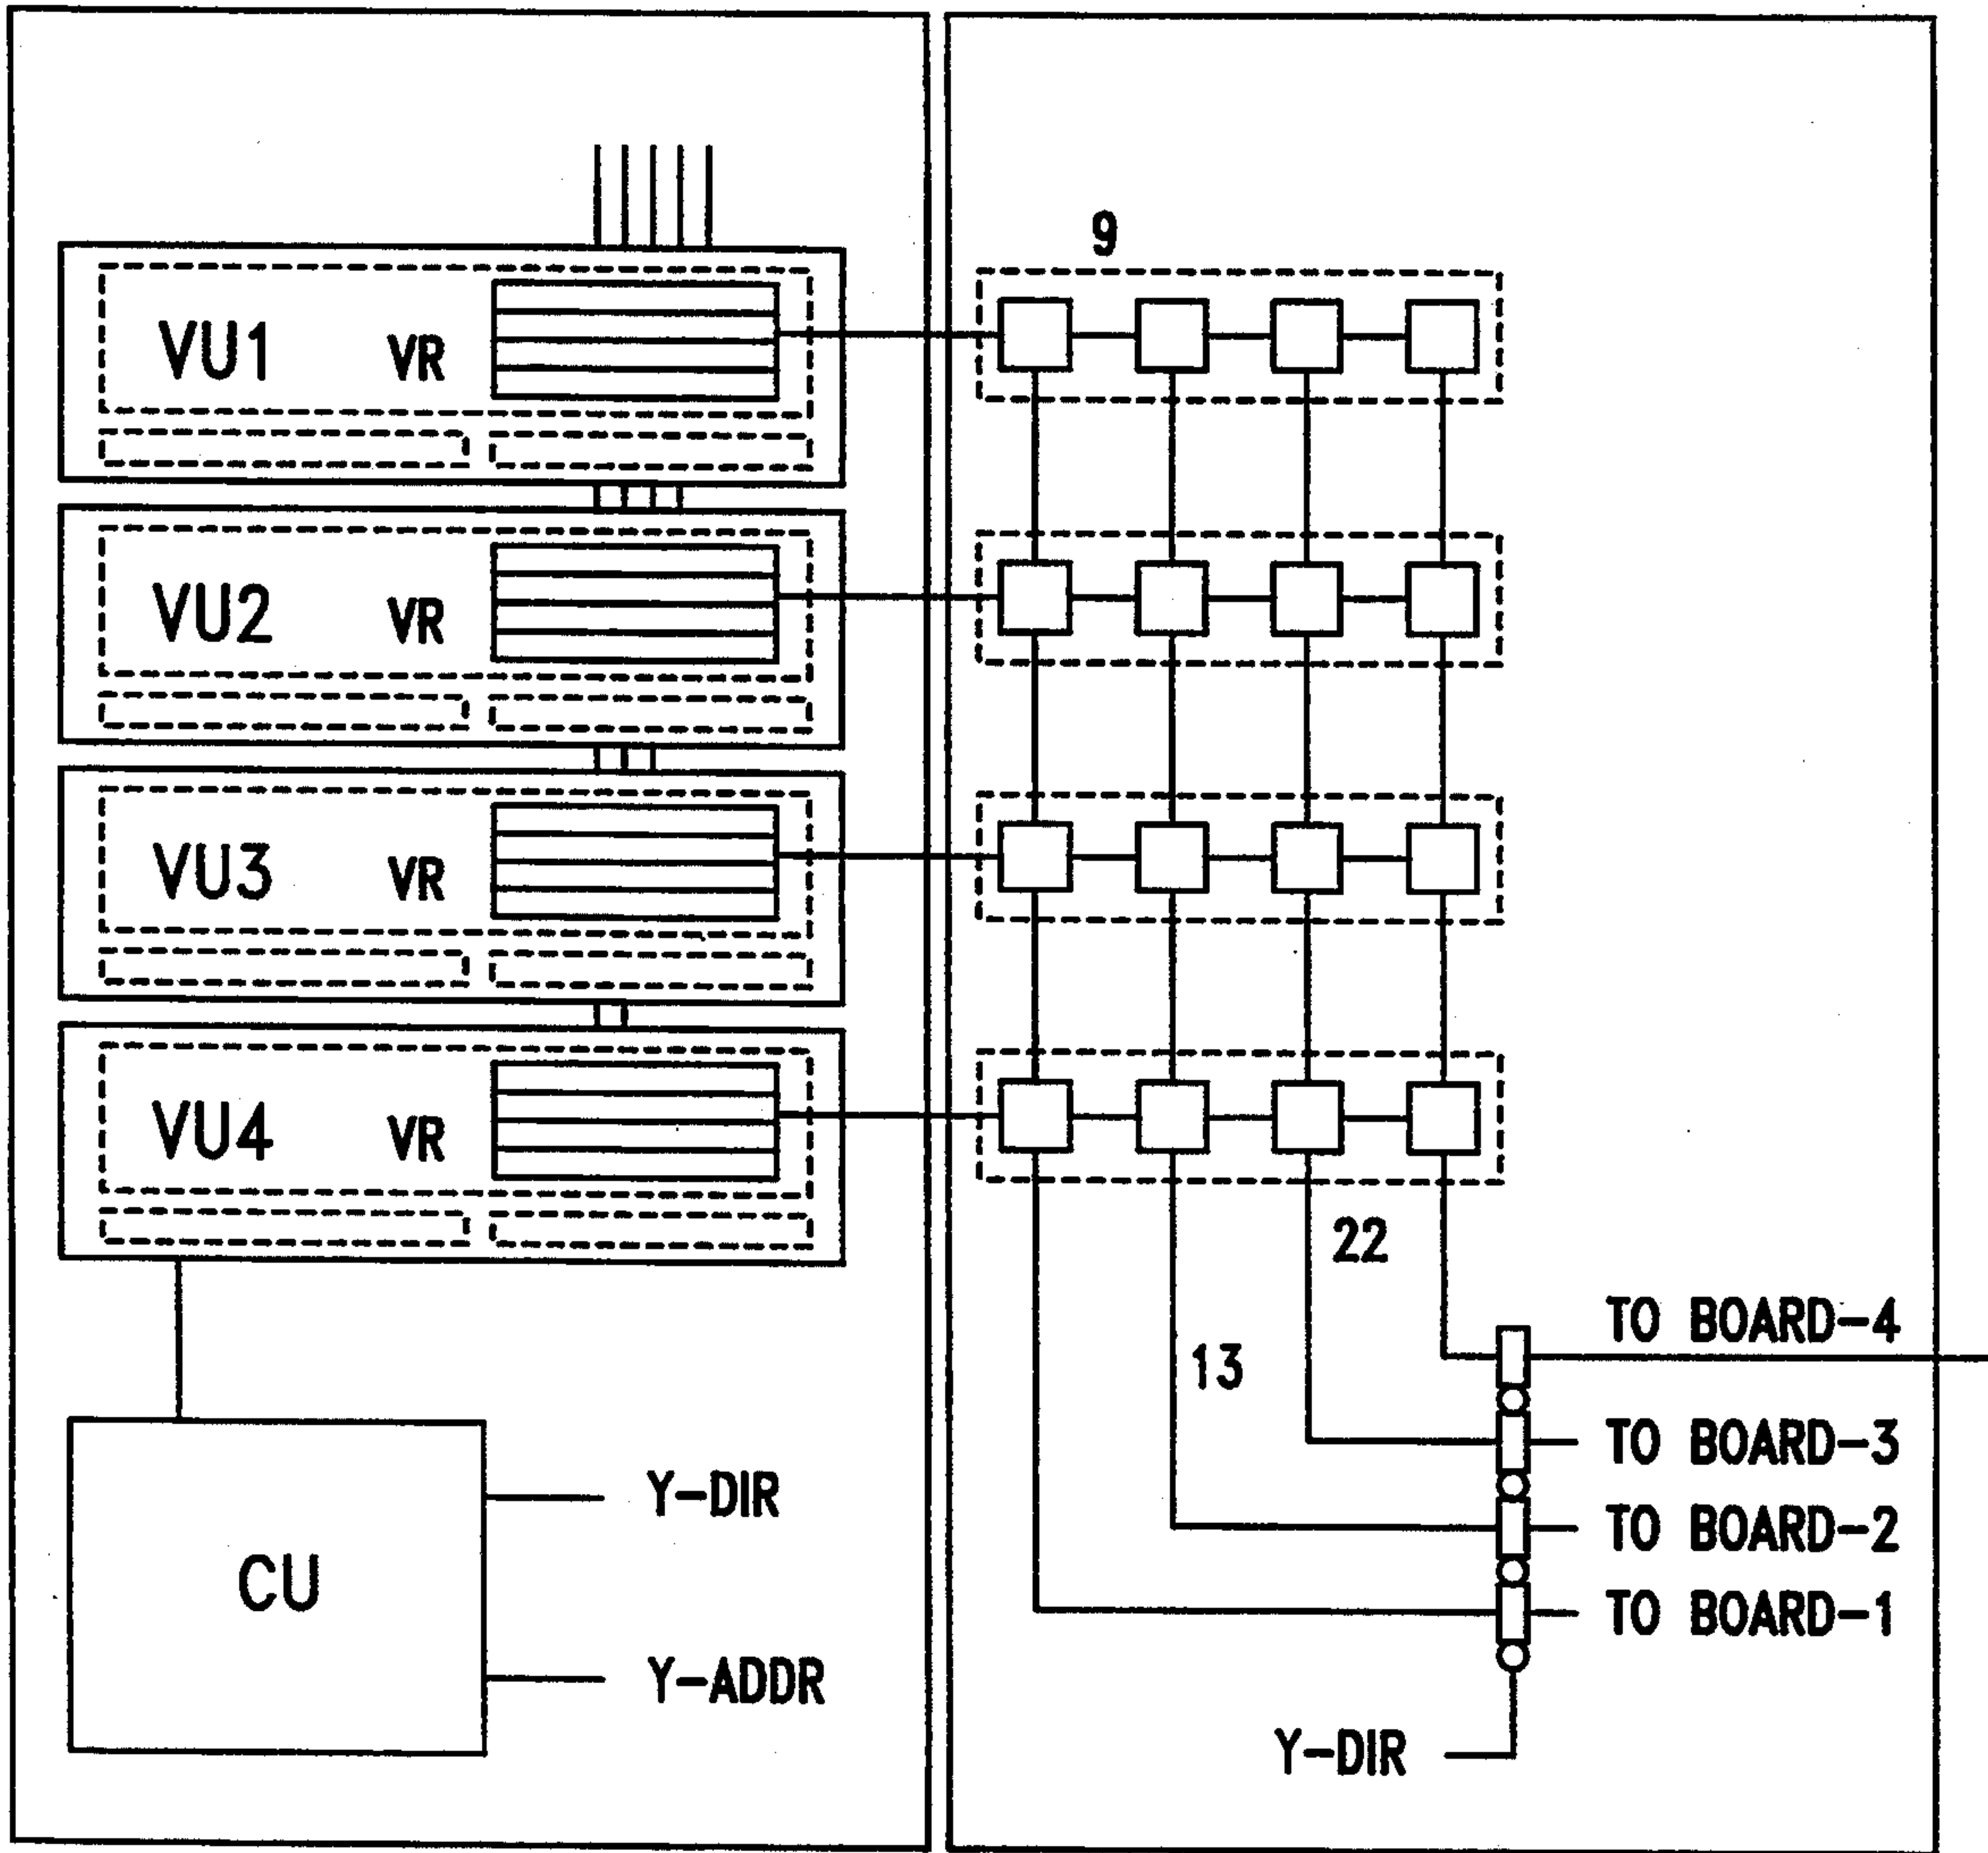 9
VU1 VR
VU2 VR
VU3 VR
VU4 VR
22
TO BOARD-4
13
TO BOARD-3
Y-DIR
TO BOARD-2
CU
TO BOARD-1
Y-ADDR
Y-DIR